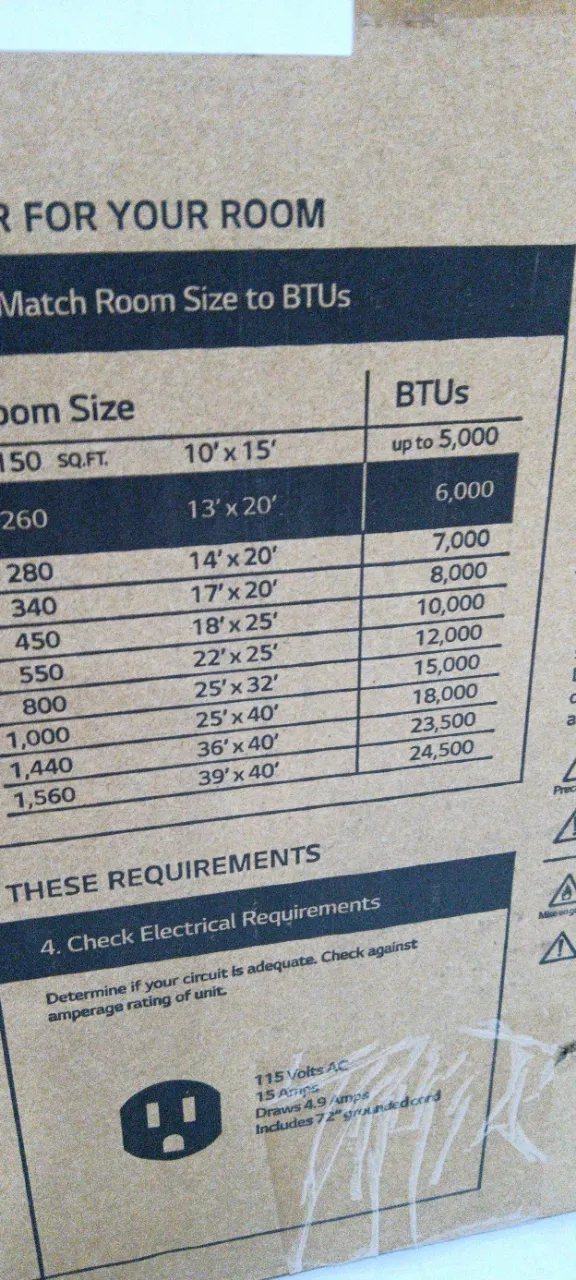 R FOR YOUR ROOM
Match Room Size to BTUs
oom Size BTUs
150 SQ.FT. 10' x 15' up to 5,000
260 13' x 20' 6,000
280 14' x 20' 7,000
340 17' x 20' 8,000
450 18' x 25' 10,000
550 22' x 25' 12,000
800 25' x 32' 15,000
1,000 25' x 40' 18,000
1,440 36' x 40' 23,500
1,560 39' x 40' 24,500
THESE REQUIREMENTS
4. Check Electrical Requirements
Determine if your circuit is adequate. Check against
amperage rating of unit.
115 Volts AC
15 Amps
Draws 4.9 Amps
Includes 72" grounded cord
Prec